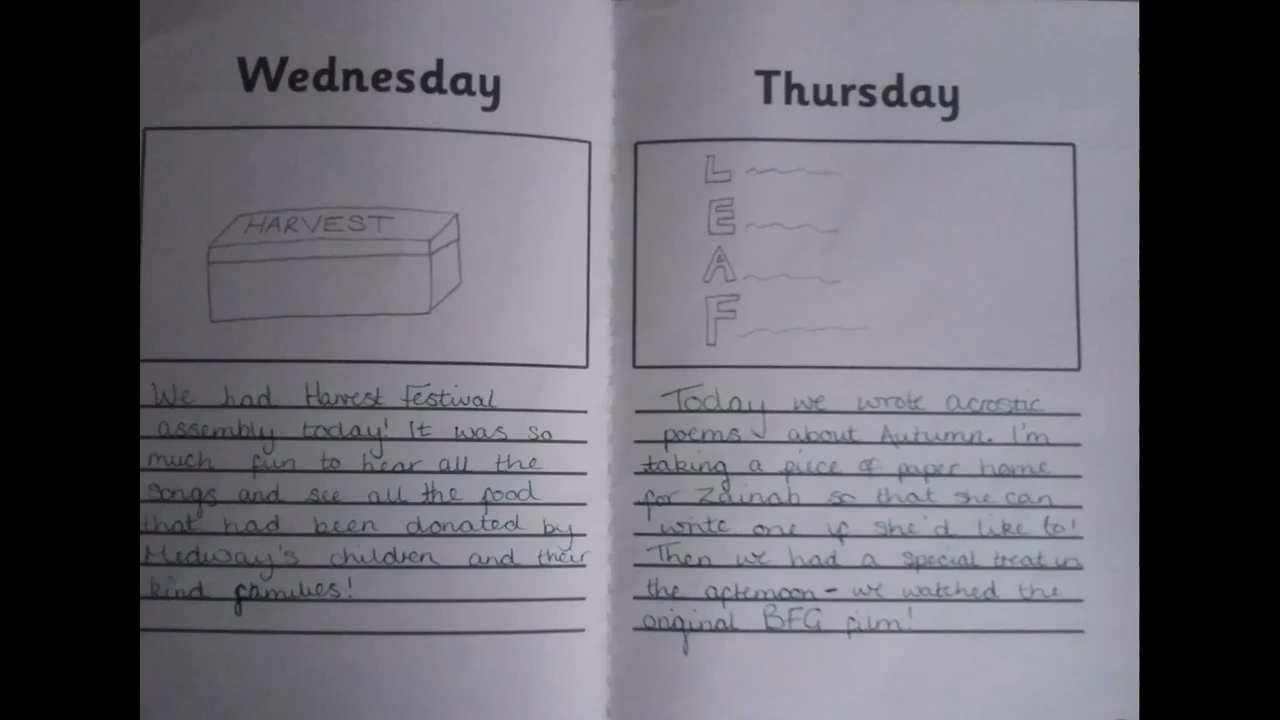 Wednesday
HARVEST
We had Harvest Festival
assembly today! It was so
much fun to hear all the
songs and see all the food
that had been donated by
Medway's children and their
kind families!
Thursday
L
E
A
F
Today we wrote acrostic
poems about Autumn. I'm
taking a piece of paper home
for Zainab so that she can
write one if she'd like to!
Then we had a special treat in
the afternoon - we watched the
original BFG film!